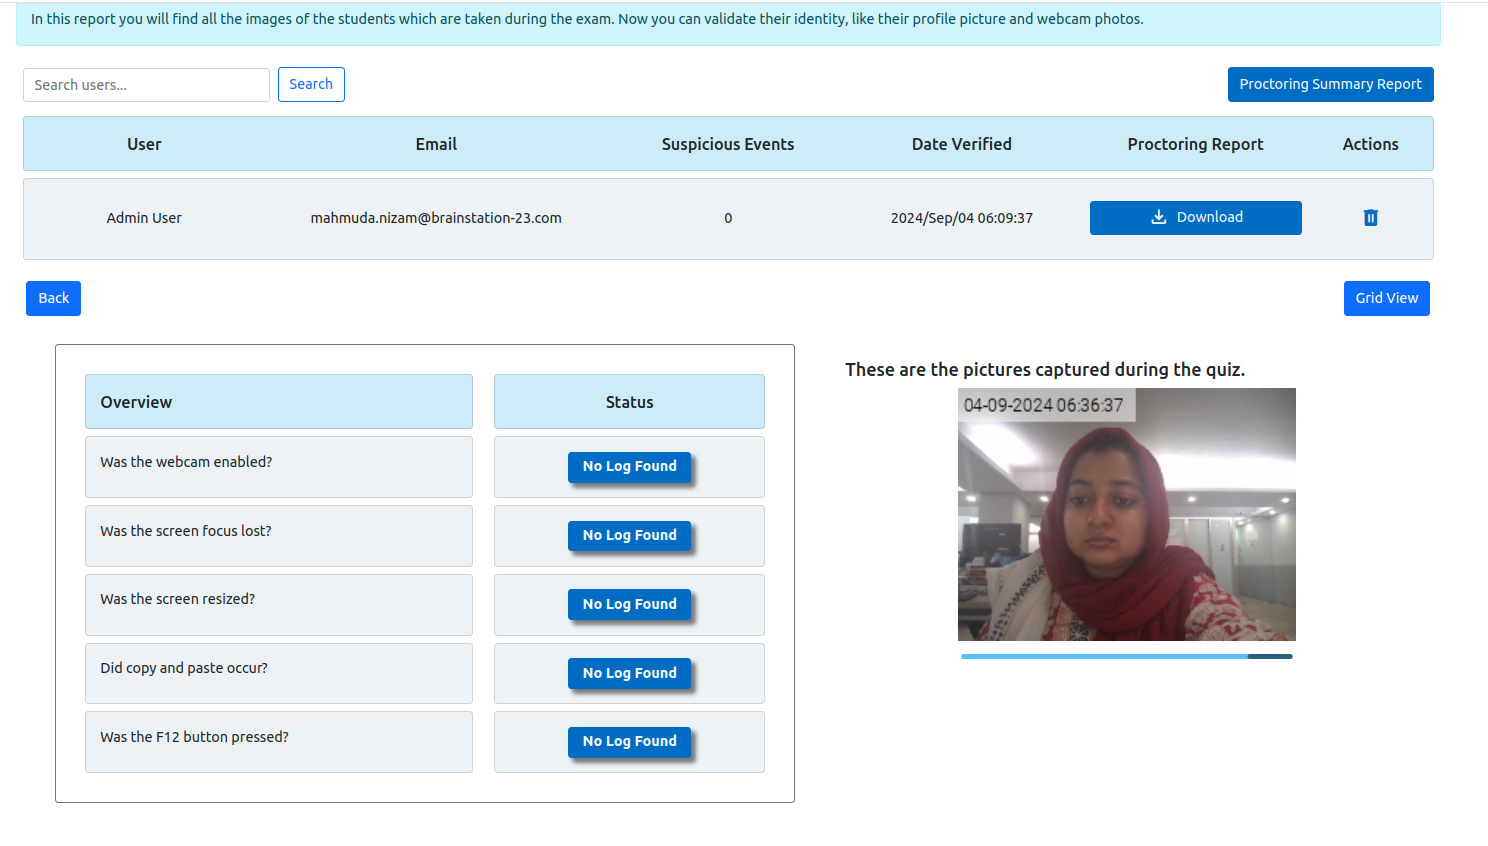 In this report you will find all the images of the students which are taken during the exam. Now you can validate their identity, like their profile picture and webcam photos.
Search users...
Search
Proctoring Summary Report
User Email Suspicious Events Date Verified Proctoring Report Actions
Admin User mahmuda.nizam@brainstation-23.com 0 2024/Sep/04 06:09:37 Download
Back
Grid View
Overview Status
Was the webcam enabled? No Log Found
Was the screen focus lost? No Log Found
Was the screen resized? No Log Found
Did copy and paste occur? No Log Found
Was the F12 button pressed? No Log Found
These are the pictures captured during the quiz.
04-09-2024 06:36:37